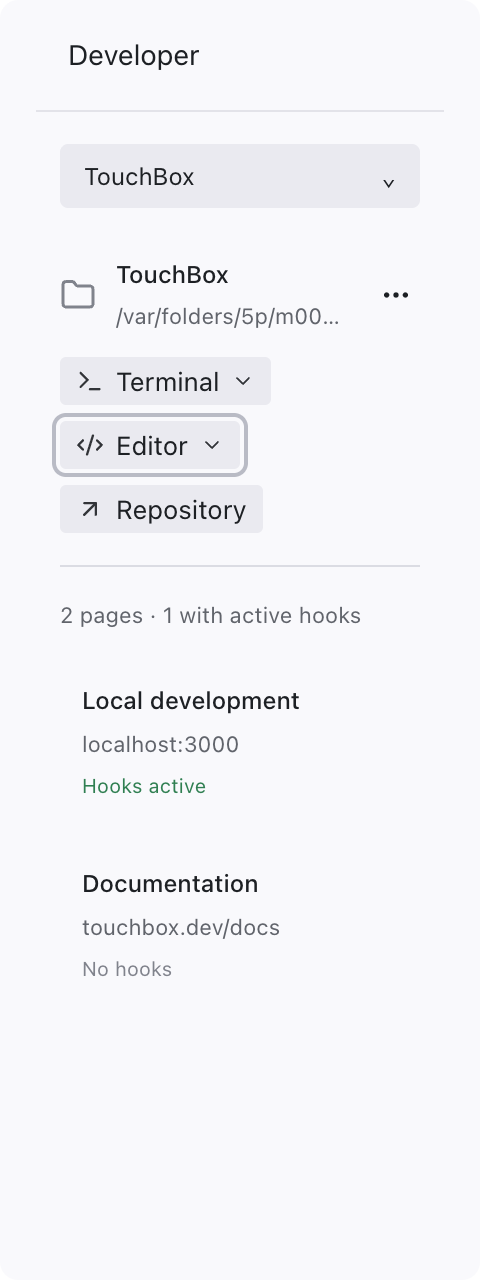 Developer
TouchBox
TouchBox
/var/folders/5p/m00...
Terminal
Editor
Repository
2 pages · 1 with active hooks
Local development
localhost:3000
Hooks active
Documentation
touchbox.dev/docs
No hooks